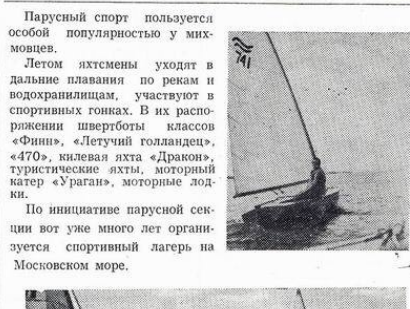 Парусный спорт пользуется
особой популярностью у мих-
мовцев.
Летом яхтсмены уходят в
дальние плавания по рекам и
водохранилищам, участвуют в
спортивных гонках. В их распо-
ряжении швертботы классов
«Финн», «Летучий голландец»,
«470», килевая яхта «Дракон»,
туристические яхты, моторный
катер «Ураган», моторные лод-
ки.
По инициативе парусной сек-
ции вот уже много лет органи-
зуется спортивный лагерь на
Московском море.
741